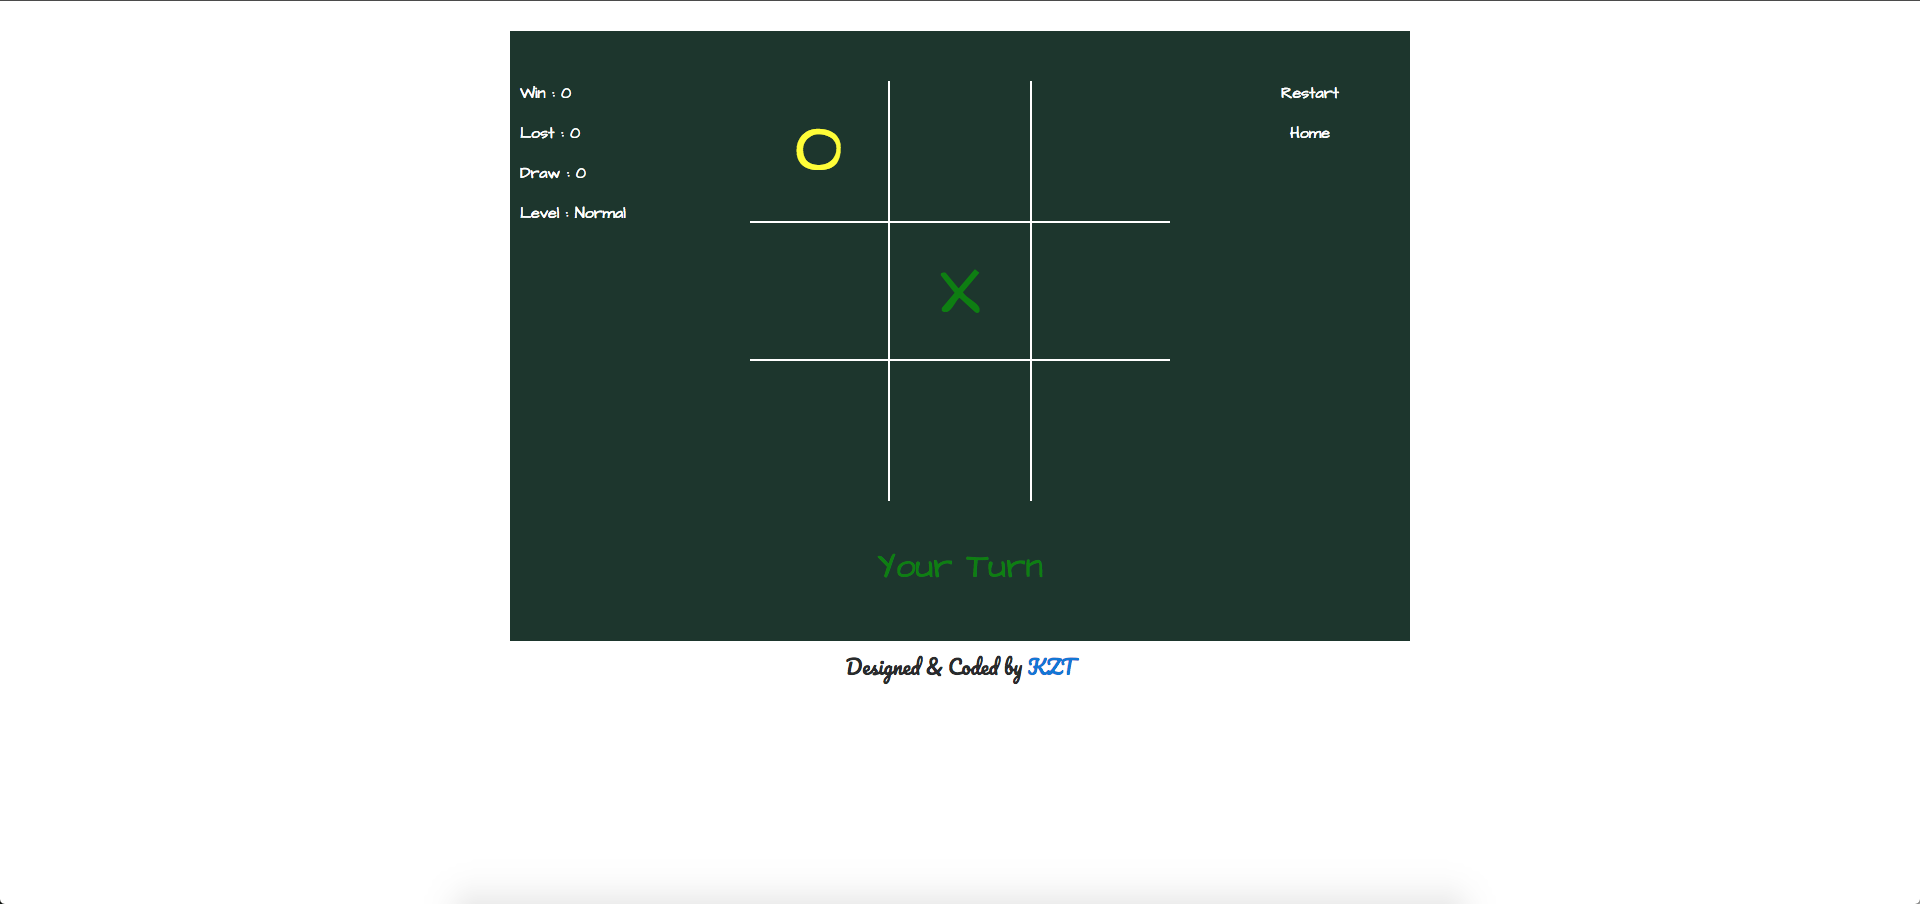 Win : 0
Lost : 0
Draw : 0
Level : Normal
Restart
Home
O
X
Your Turn
Designed & Coded by KZT